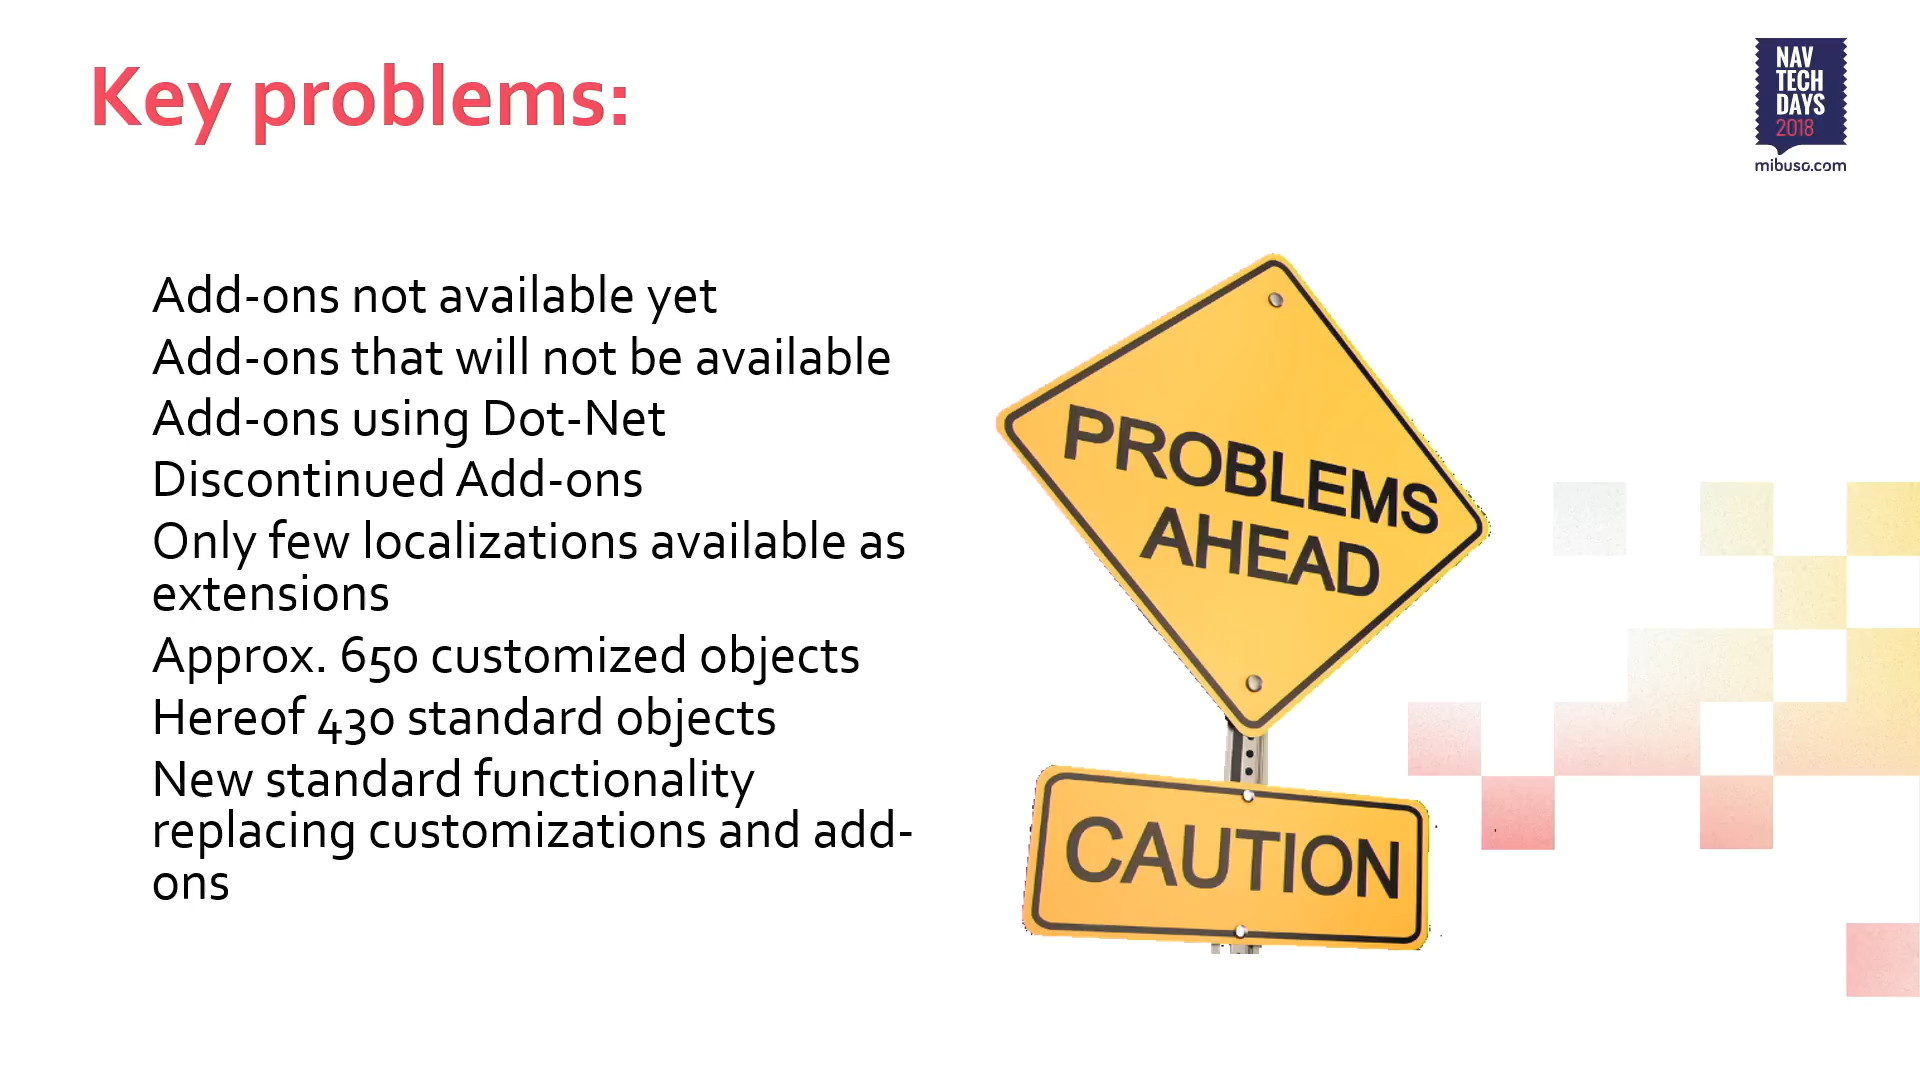 Key problems:
NAV
TECH
DAYS
2018
mibuso.com
Add-ons not available yet
Add-ons that will not be available
Add-ons using Dot-Net
Discontinued Add-ons
Only few localizations available as
extensions
Approx. 650 customized objects
Hereof 430 standard objects
New standard functionality
replacing customizations and add-
ons
PROBLEMS
AHEAD
CAUTION